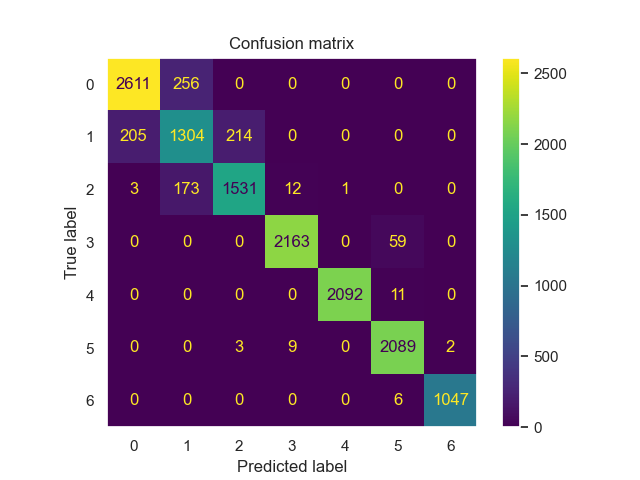 Confusion matrix
2500
2000
1500
1000
500
0
True label
0 2611 256 0 0 0 0 0
1 205 1304 214 0 0 0 0
2 3 173 1531 12 1 0 0
3 0 0 0 2163 0 59 0
4 0 0 0 0 2092 11 0
5 0 0 3 9 0 2089 2
6 0 0 0 0 0 6 1047
0 1 2 3 4 5 6
Predicted label